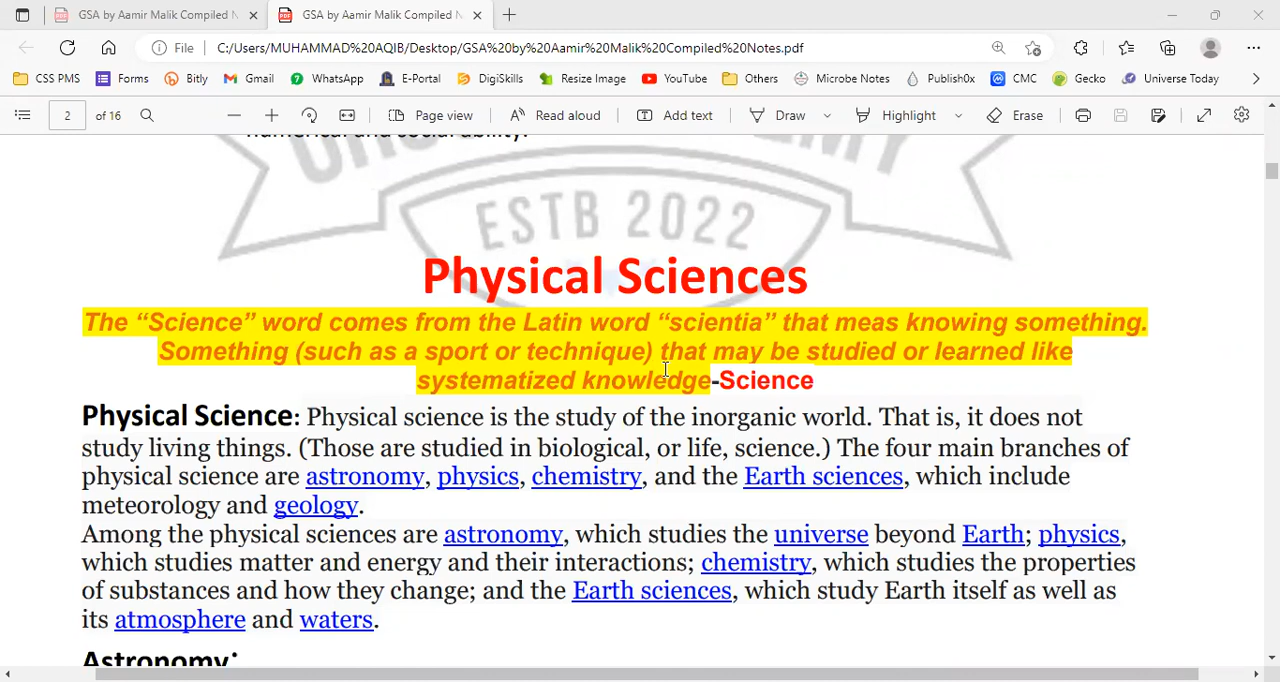 GSA by Aamir Malik Compiled N
GSA by Aamir Malik Compiled N
File
C:/Users/MUHAMMAD%20AQIB/Desktop/GSA%20by%20Aamir%20Malik%20Compiled%20Notes.pdf
CSS PMS
Forms
Bitly
Gmail
WhatsApp
E-Portal
DigiSkills
Resize Image
YouTube
Others
Microbe Notes
Publish0x
CMC
Gecko
Universe Today
2
of 16
Page view
Read aloud
Add text
Draw
Highlight
Erase
numerical and social ability.
ESTB 2022
Physical Sciences
The “Science” word comes from the Latin word “scientia” that meas knowing something.
Something (such as a sport or technique) that may be studied or learned like
systematized knowledge-Science
Physical Science: Physical science is the study of the inorganic world. That is, it does not
study living things. (Those are studied in biological, or life, science.) The four main branches of
physical science are astronomy, physics, chemistry, and the Earth sciences, which include
meteorology and geology.
Among the physical sciences are astronomy, which studies the universe beyond Earth; physics,
which studies matter and energy and their interactions; chemistry, which studies the properties
of substances and how they change; and the Earth sciences, which study Earth itself as well as
its atmosphere and waters.
Astronomy: